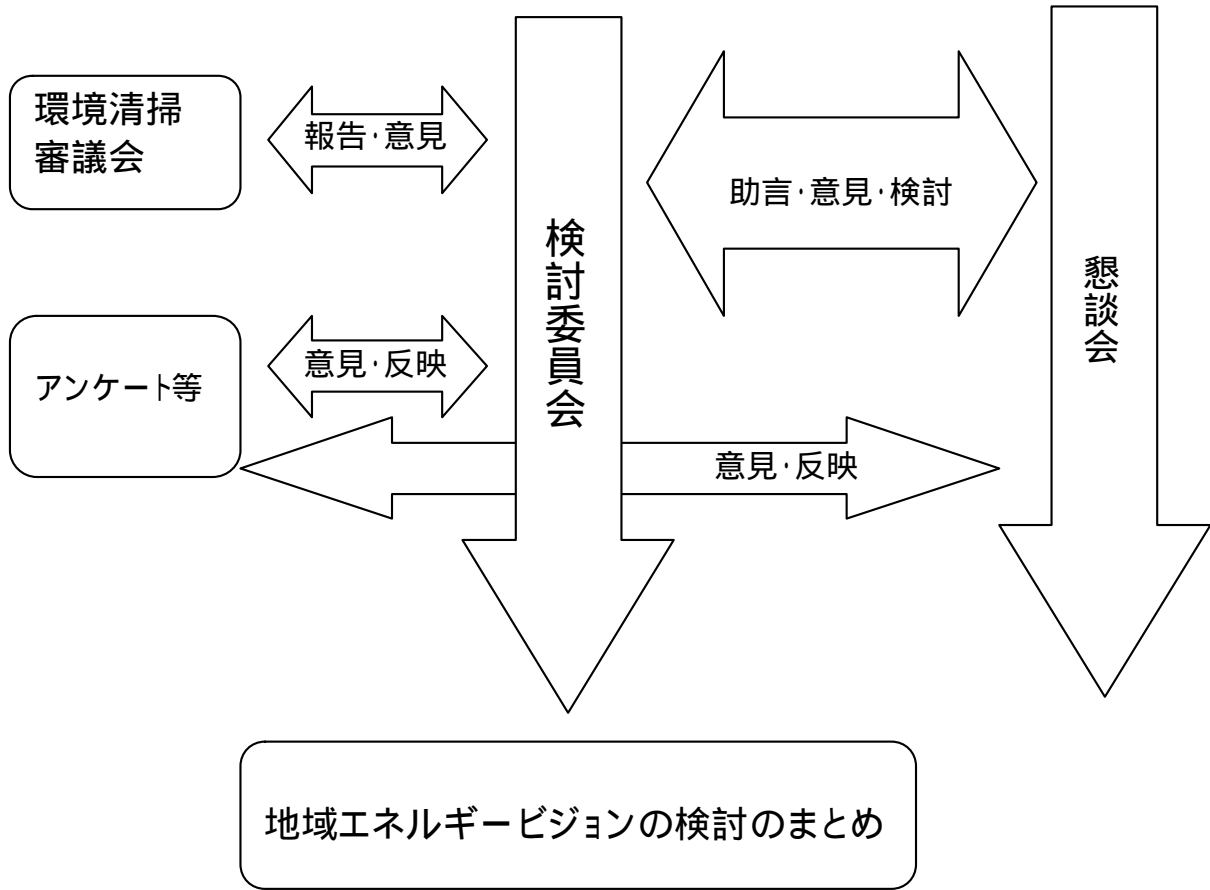 環境清掃
審議会
報告・意見
助言・意見・検討
検討委員会
懇談会
アンケート等
意見・反映
意見・反映
地域エネルギービジョンの検討のまとめ